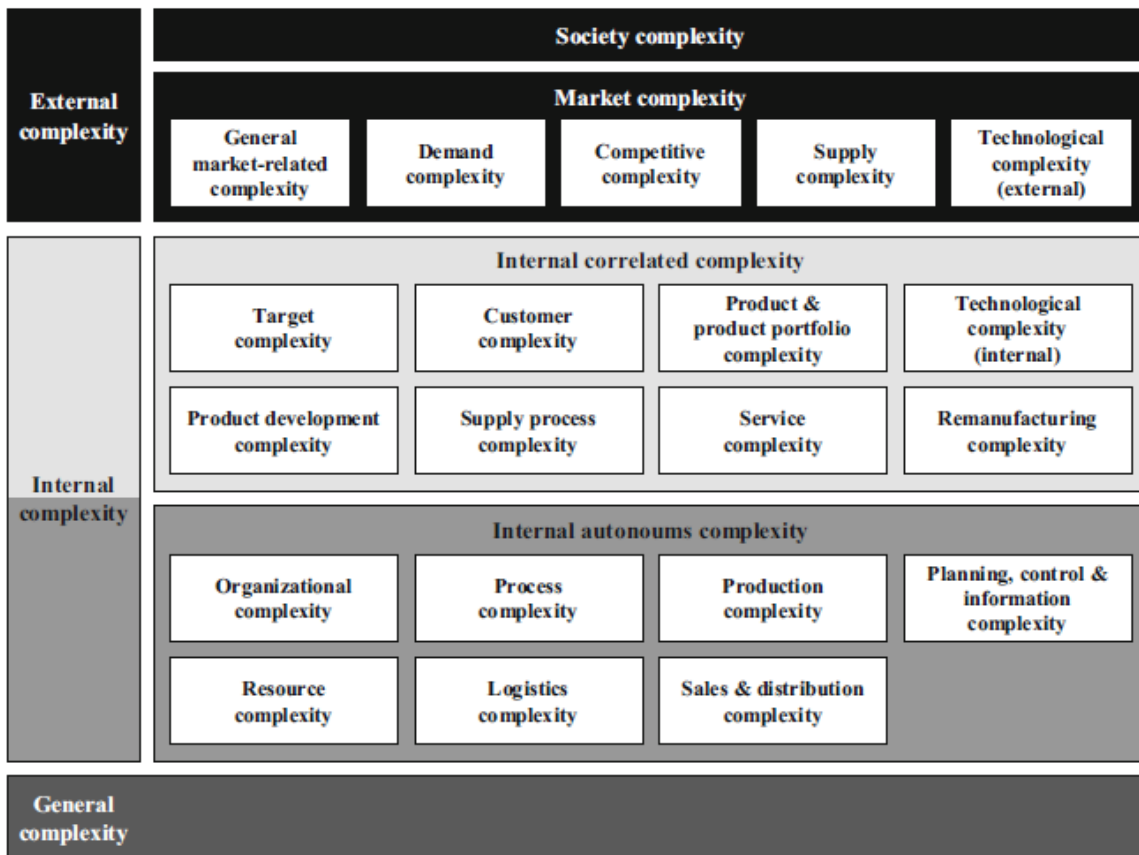 External
complexity
Society complexity
Market complexity
General
market-related
complexity
Demand
complexity
Competitive
complexity
Supply
complexity
Technological
complexity
(external)
Internal
complexity
Internal correlated complexity
Target
complexity
Customer
complexity
Product &
product portfolio
complexity
Technological
complexity
(internal)
Product development
complexity
Supply process
complexity
Service
complexity
Remanufacturing
complexity
Internal autonoums complexity
Organizational
complexity
Process
complexity
Production
complexity
Planning, control &
information
complexity
Resource
complexity
Logistics
complexity
Sales & distribution
complexity
General
complexity